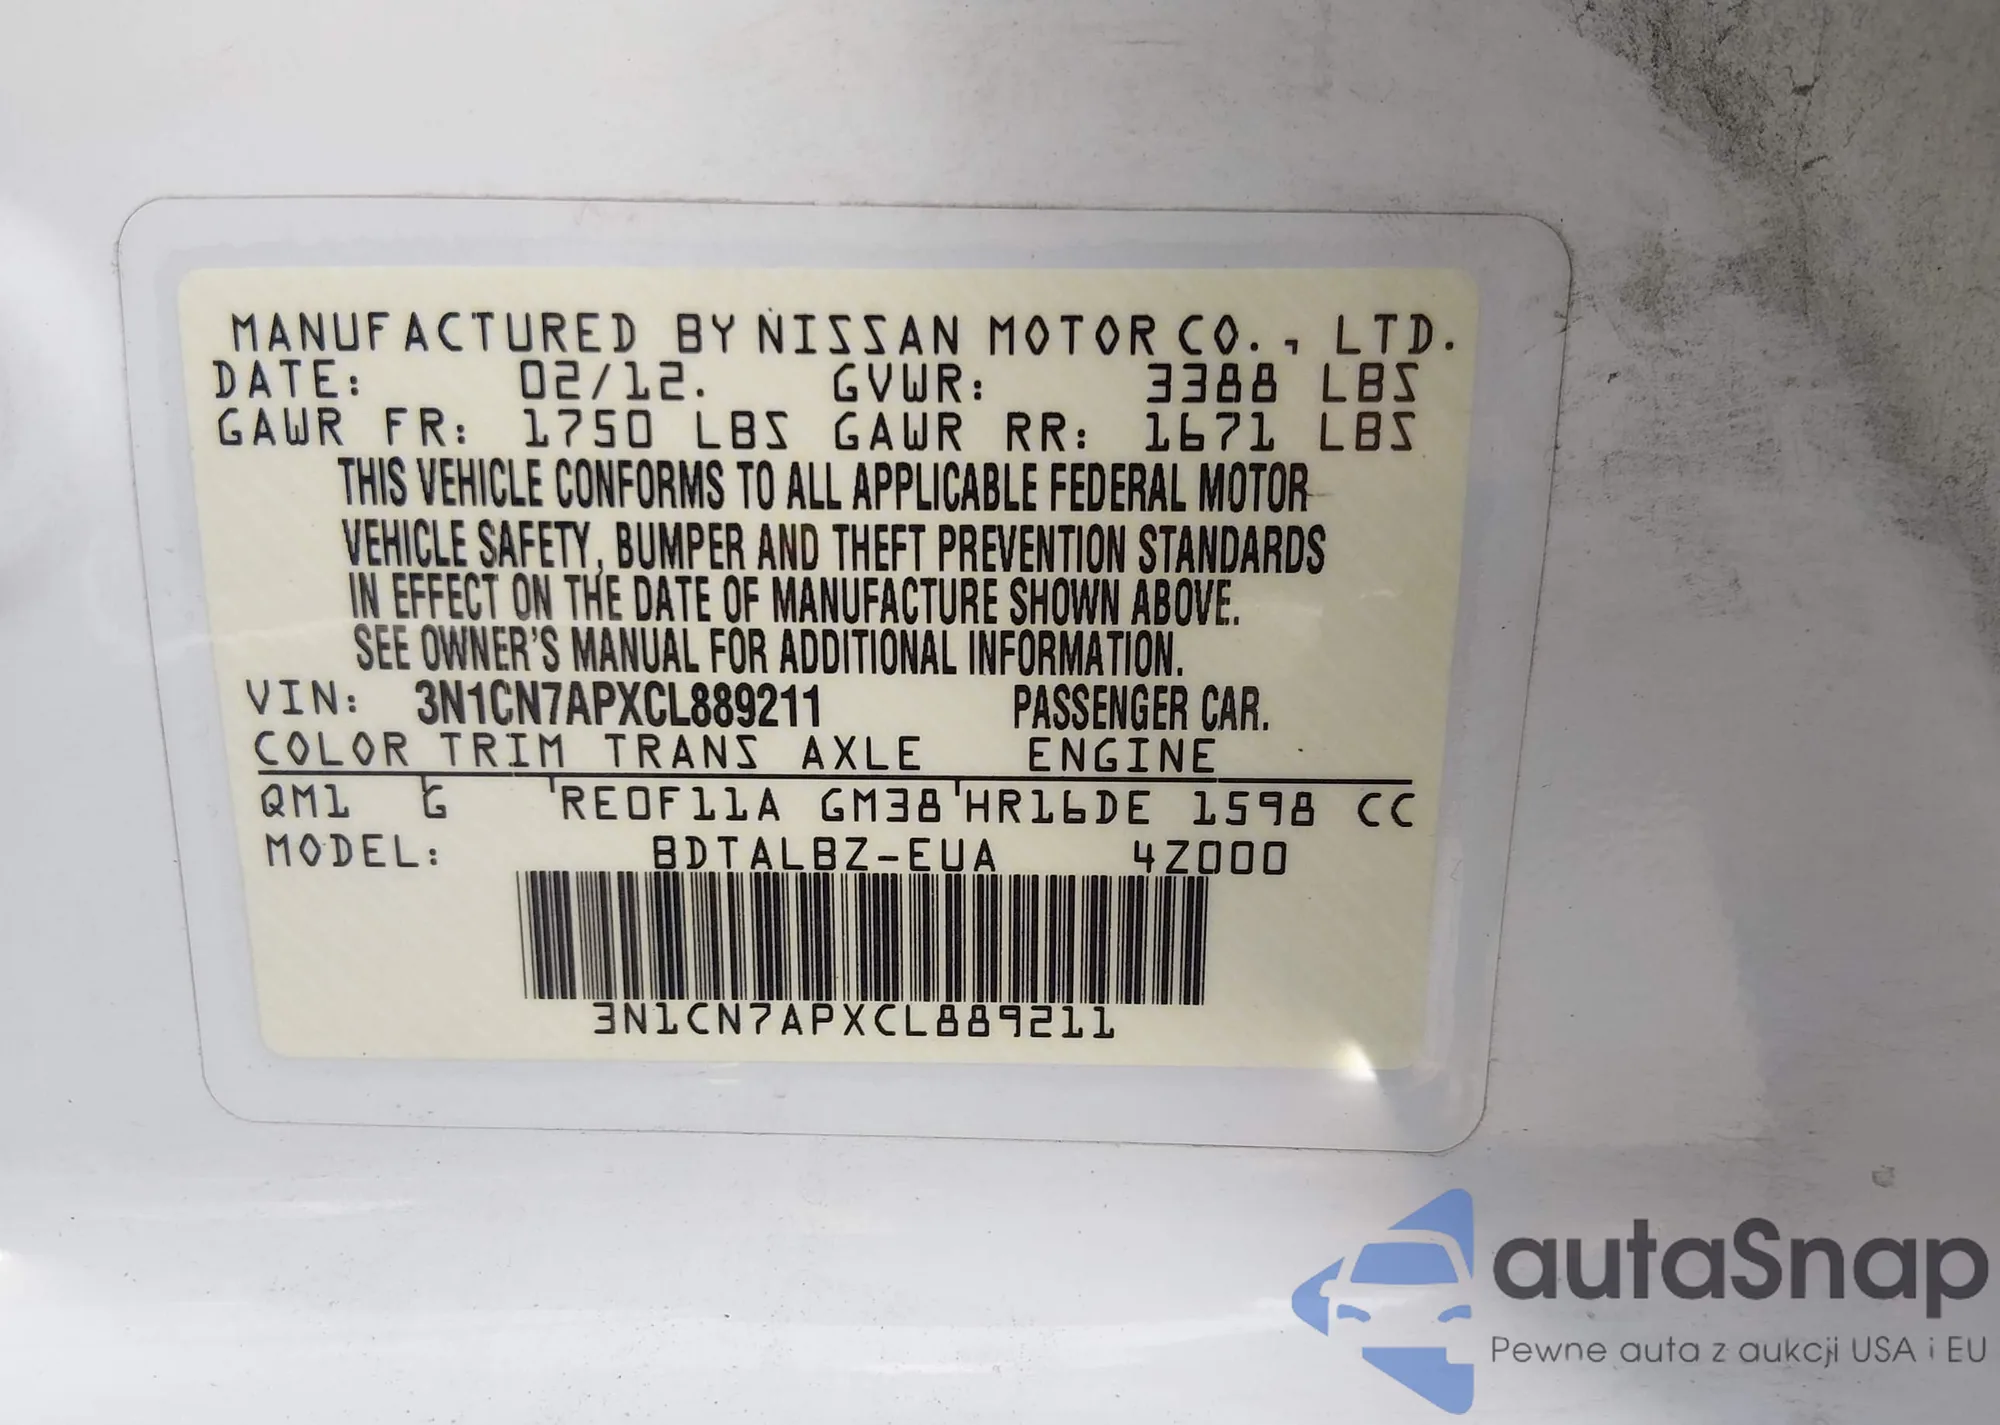 MANUFACTURED BY NISSAN MOTOR CO., LTD.
DATE: 02/12. GVWR: 3388 LBS
GAWR FR: 1750 LBS GAWR RR: 1671 LBS
THIS VEHICLE CONFORMS TO ALL APPLICABLE FEDERAL MOTOR
VEHICLE SAFETY, BUMPER AND THEFT PREVENTION STANDARDS
IN EFFECT ON THE DATE OF MANUFACTURE SHOWN ABOVE.
SEE OWNER'S MANUAL FOR ADDITIONAL INFORMATION.
VIN: 3N1CN7APXCL889211 PASSENGER CAR.
COLOR TRIM TRANS AXLE ENGINE
QM1 G RE0F11A GM38 HR16DE 1598 CC
MODEL: BDTALBZ-EUA 4Z000
3N1CN7APXCL889211
autaSnap
Pewne auta z aukcji USA i EU